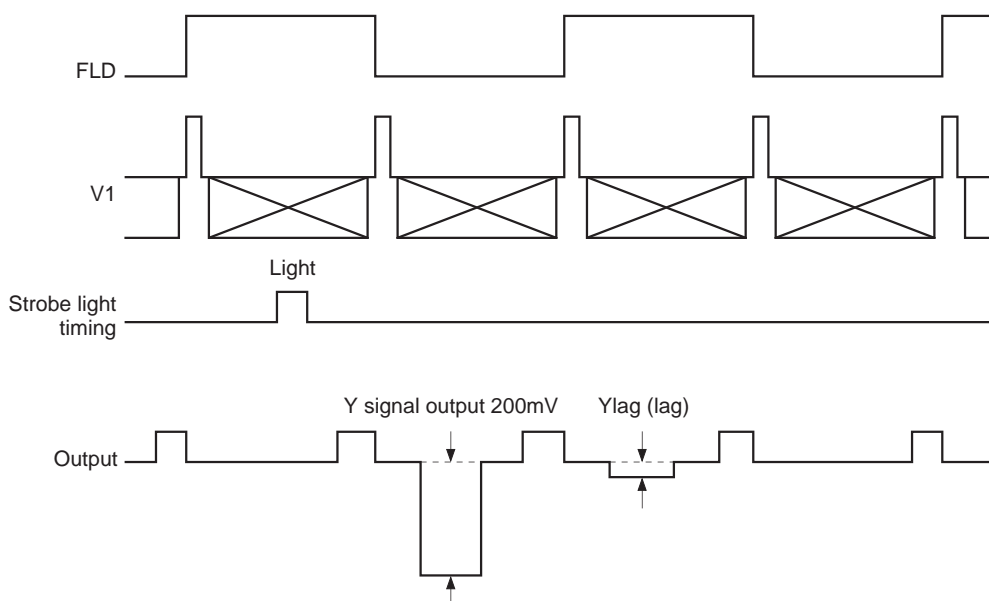 FLD
V1
Light
Strobe light
timing
Y signal output 200mV
Ylag (lag)
Output